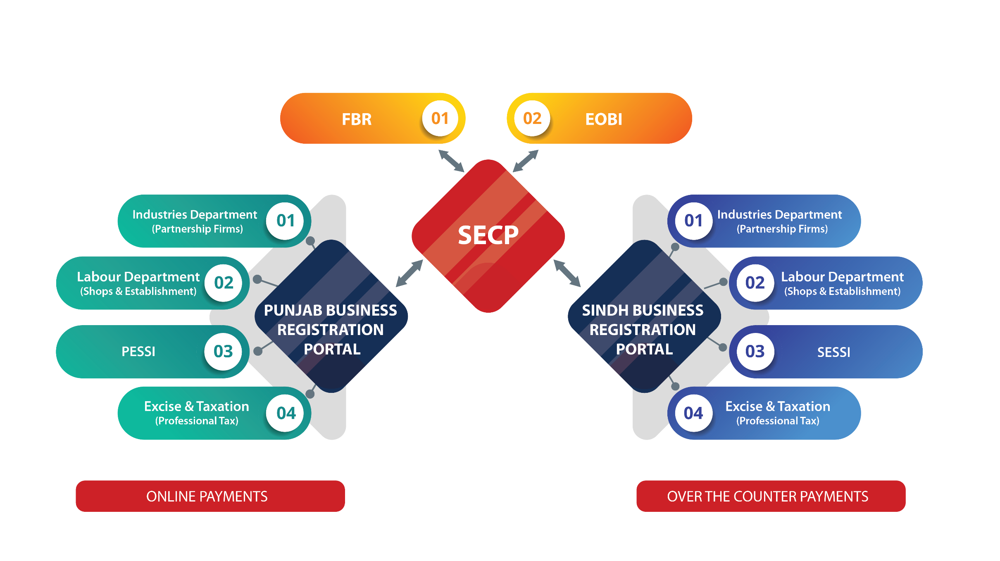 FBR
01
02
EOBI
SECP
Industries Department
(Partnership Firms)
01
Labour Department
(Shops & Establishment)
02
PESSI
03
Excise & Taxation
(Professional Tax)
04
PUNJAB BUSINESS
REGISTRATION
PORTAL
SINDH BUSINESS
REGISTRATION
PORTAL
01
Industries Department
(Partnership Firms)
02
Labour Department
(Shops & Establishment)
03
SESSI
04
Excise & Taxation
(Professional Tax)
ONLINE PAYMENTS
OVER THE COUNTER PAYMENTS